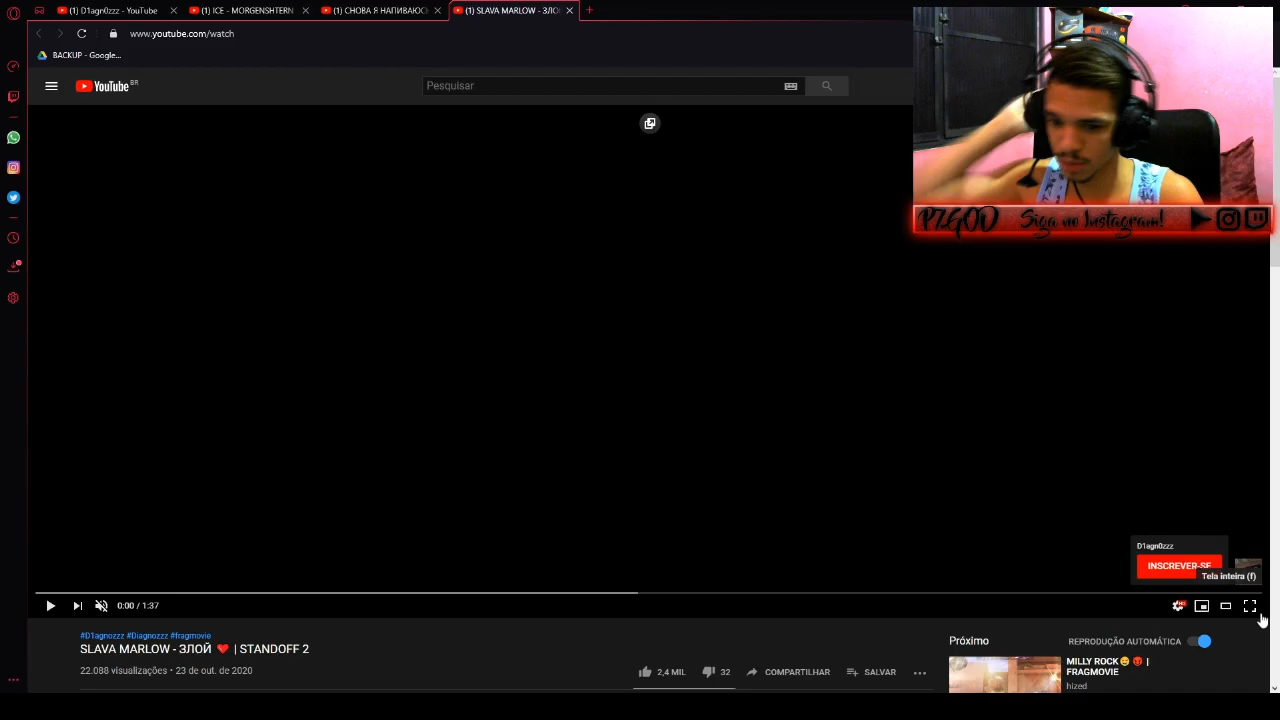 (1) D1agn0zzz - YouTube
(1) ICE - MORGENSHTERN
(1) СНОВА Я НАПИВАЮС
(1) SLAVA MARLOW - ЗЛО
www.youtube.com/watch
BACKUP - Google...
YouTube BR
Pesquisar
PZGOD Siga no Instagram!
D1agn0zzz
INSCREVER-SE
Tela inteira (f)
0:00 / 1:37
#D1agnozzz #Diagnozzz #fragmovie
SLAVA MARLOW - ЗЛОЙ ❤️ | STANDOFF 2
22.088 visualizações • 23 de out. de 2020
2,4 MIL
32
COMPARTILHAR
SALVAR
Próximo
REPRODUÇÃO AUTOMÁTICA
MILLY ROCK😉😡 |
FRAGMOVIE
hized